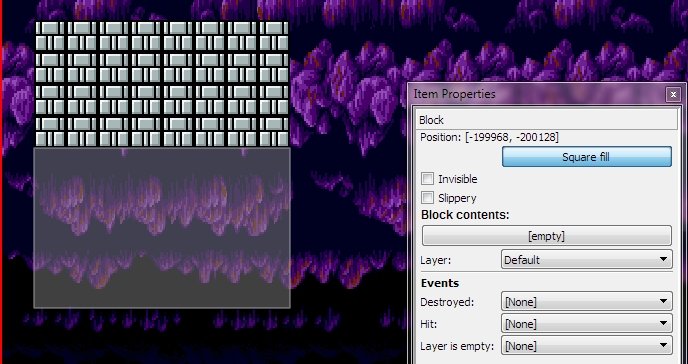 Item Properties
x
Block
Position: [-199968, -200128]
Square fill
Invisible
Slippery
Block contents:
[empty]
Layer: Default
Events
Destroyed: [None]
Hit: [None]
Layer is empty: [None]